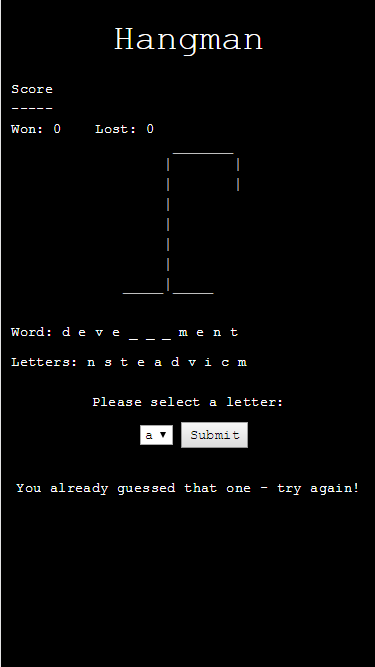 Hangman
Score
-----
Won: 0    Lost: 0
Word: d e v e _ _ _ m e n t
Letters: n s t e a d v i c m
Please select a letter:
a ▼ Submit
You already guessed that one - try again!